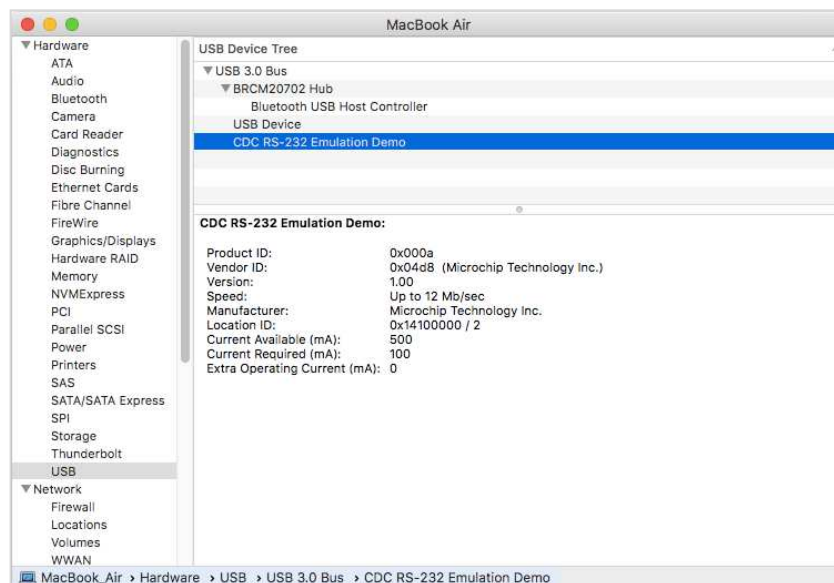 MacBook Air
Hardware
ATA
Audio
Bluetooth
Camera
Card Reader
Diagnostics
Disc Burning
Ethernet Cards
Fibre Channel
FireWire
Graphics/Displays
Hardware RAID
Memory
NVMExpress
PCI
Parallel SCSI
Power
Printers
SAS
SATA/SATA Express
SPI
Storage
Thunderbolt
USB
Network
Firewall
Locations
Volumes
WWAN
USB Device Tree
USB 3.0 Bus
BRCM20702 Hub
Bluetooth USB Host Controller
USB Device
CDC RS-232 Emulation Demo
CDC RS-232 Emulation Demo:
Product ID: 0x000a
Vendor ID: 0x04d8 (Microchip Technology Inc.)
Version: 1.00
Speed: Up to 12 Mb/sec
Manufacturer: Microchip Technology Inc.
Location ID: 0x14100000 / 2
Current Available (mA): 500
Current Required (mA): 100
Extra Operating Current (mA): 0
MacBook_Air › Hardware › USB › USB 3.0 Bus › CDC RS-232 Emulation Demo